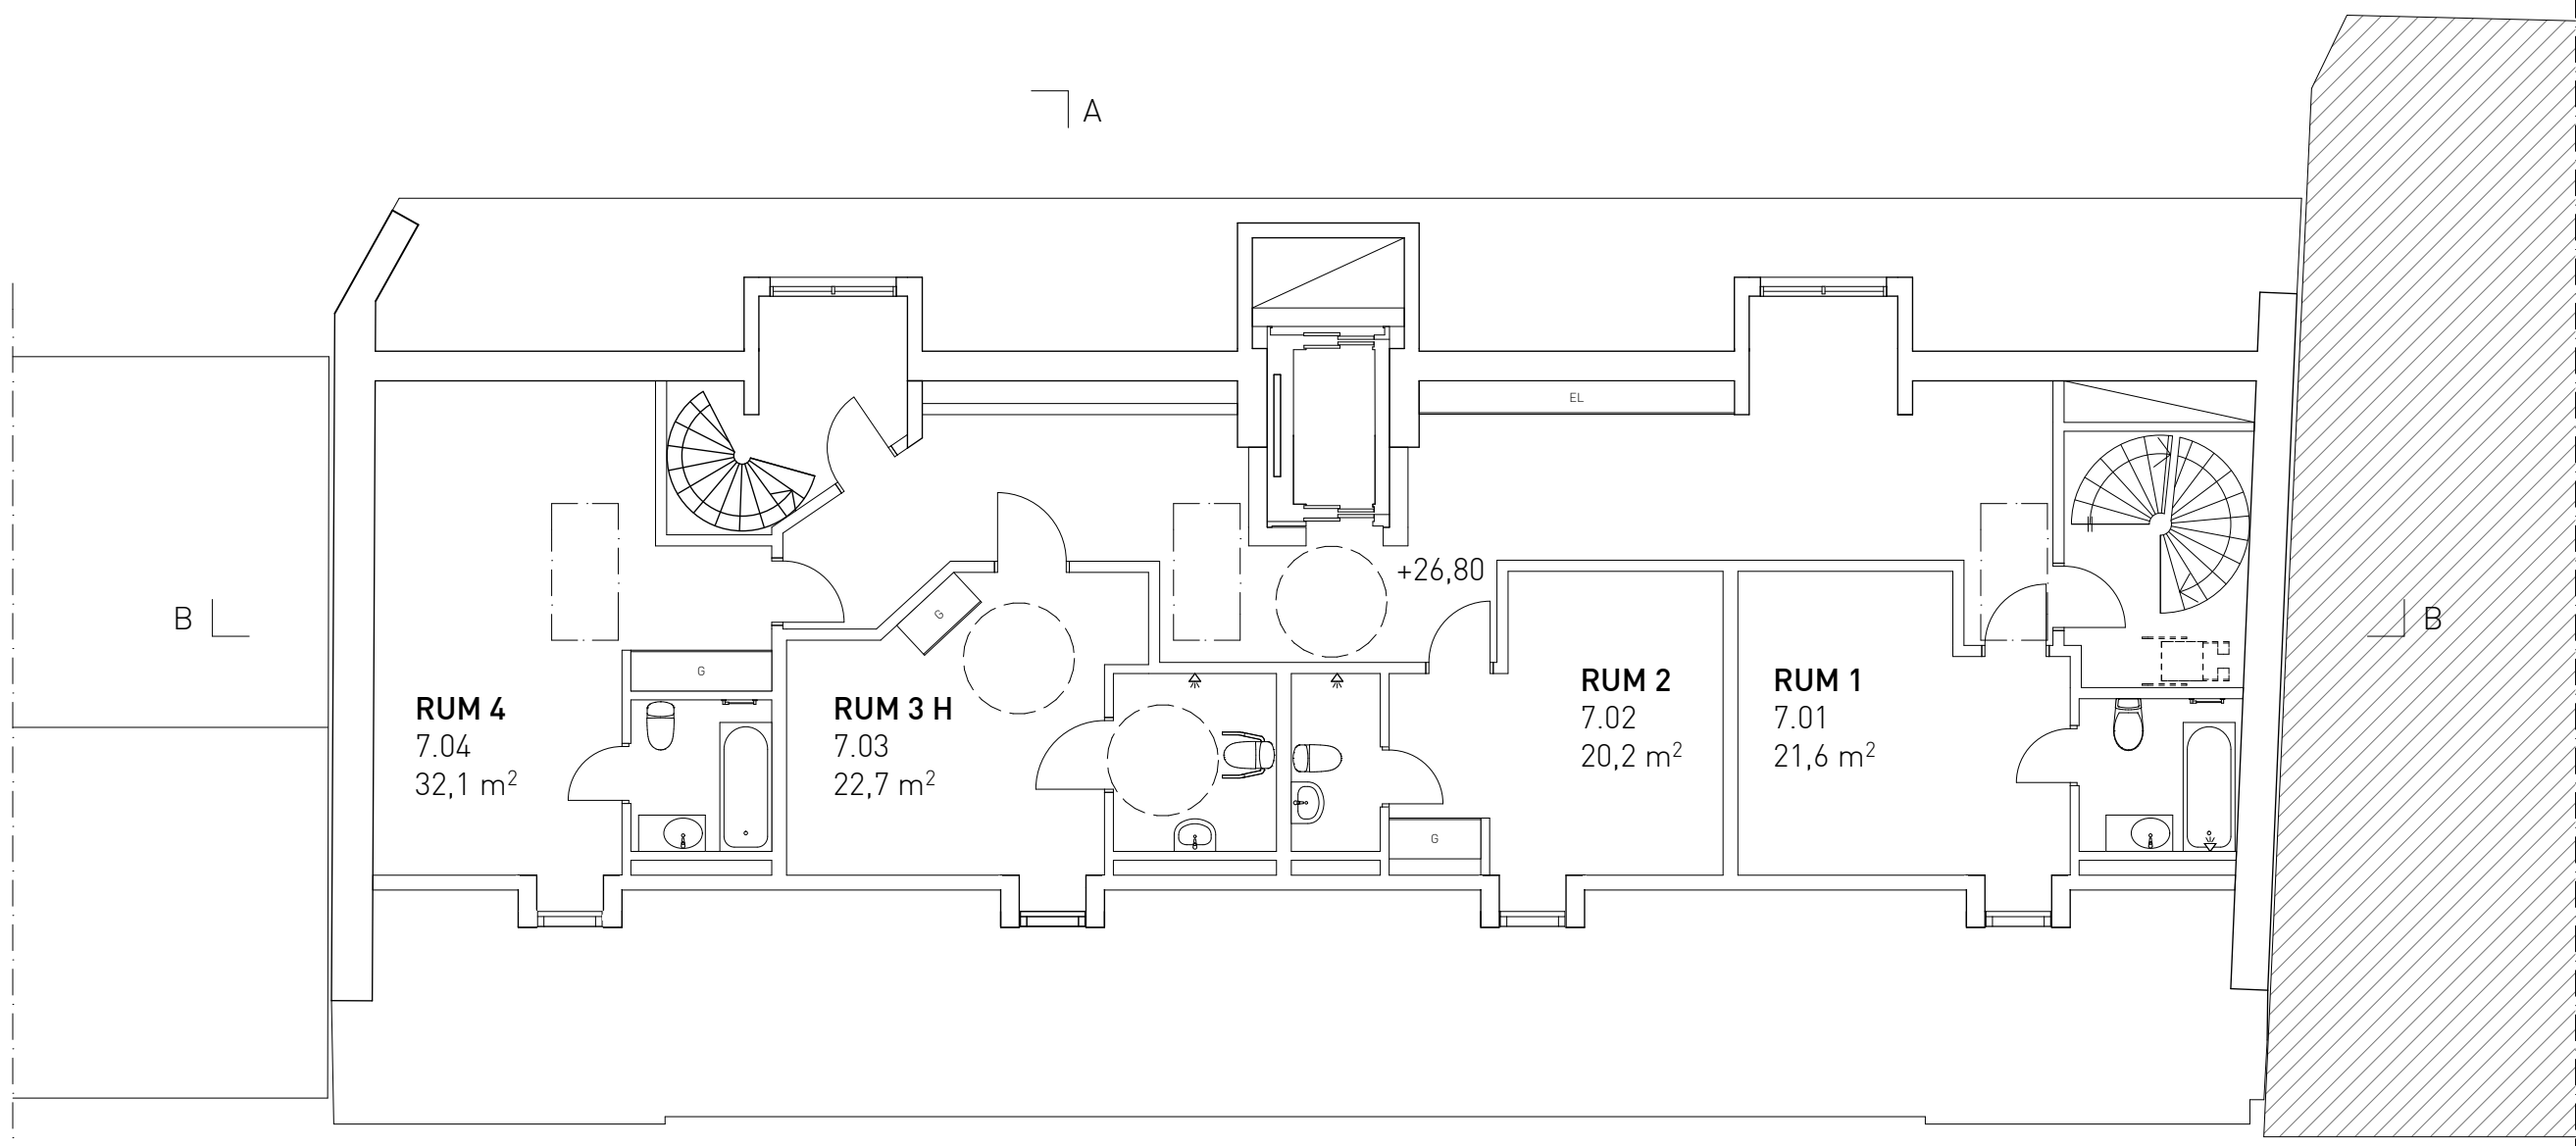 A
EL
+26,80
B
B
G
G
G
RUM 4
7.04
32,1 m²
RUM 3 H
7.03
22,7 m²
RUM 2
7.02
20,2 m²
RUM 1
7.01
21,6 m²